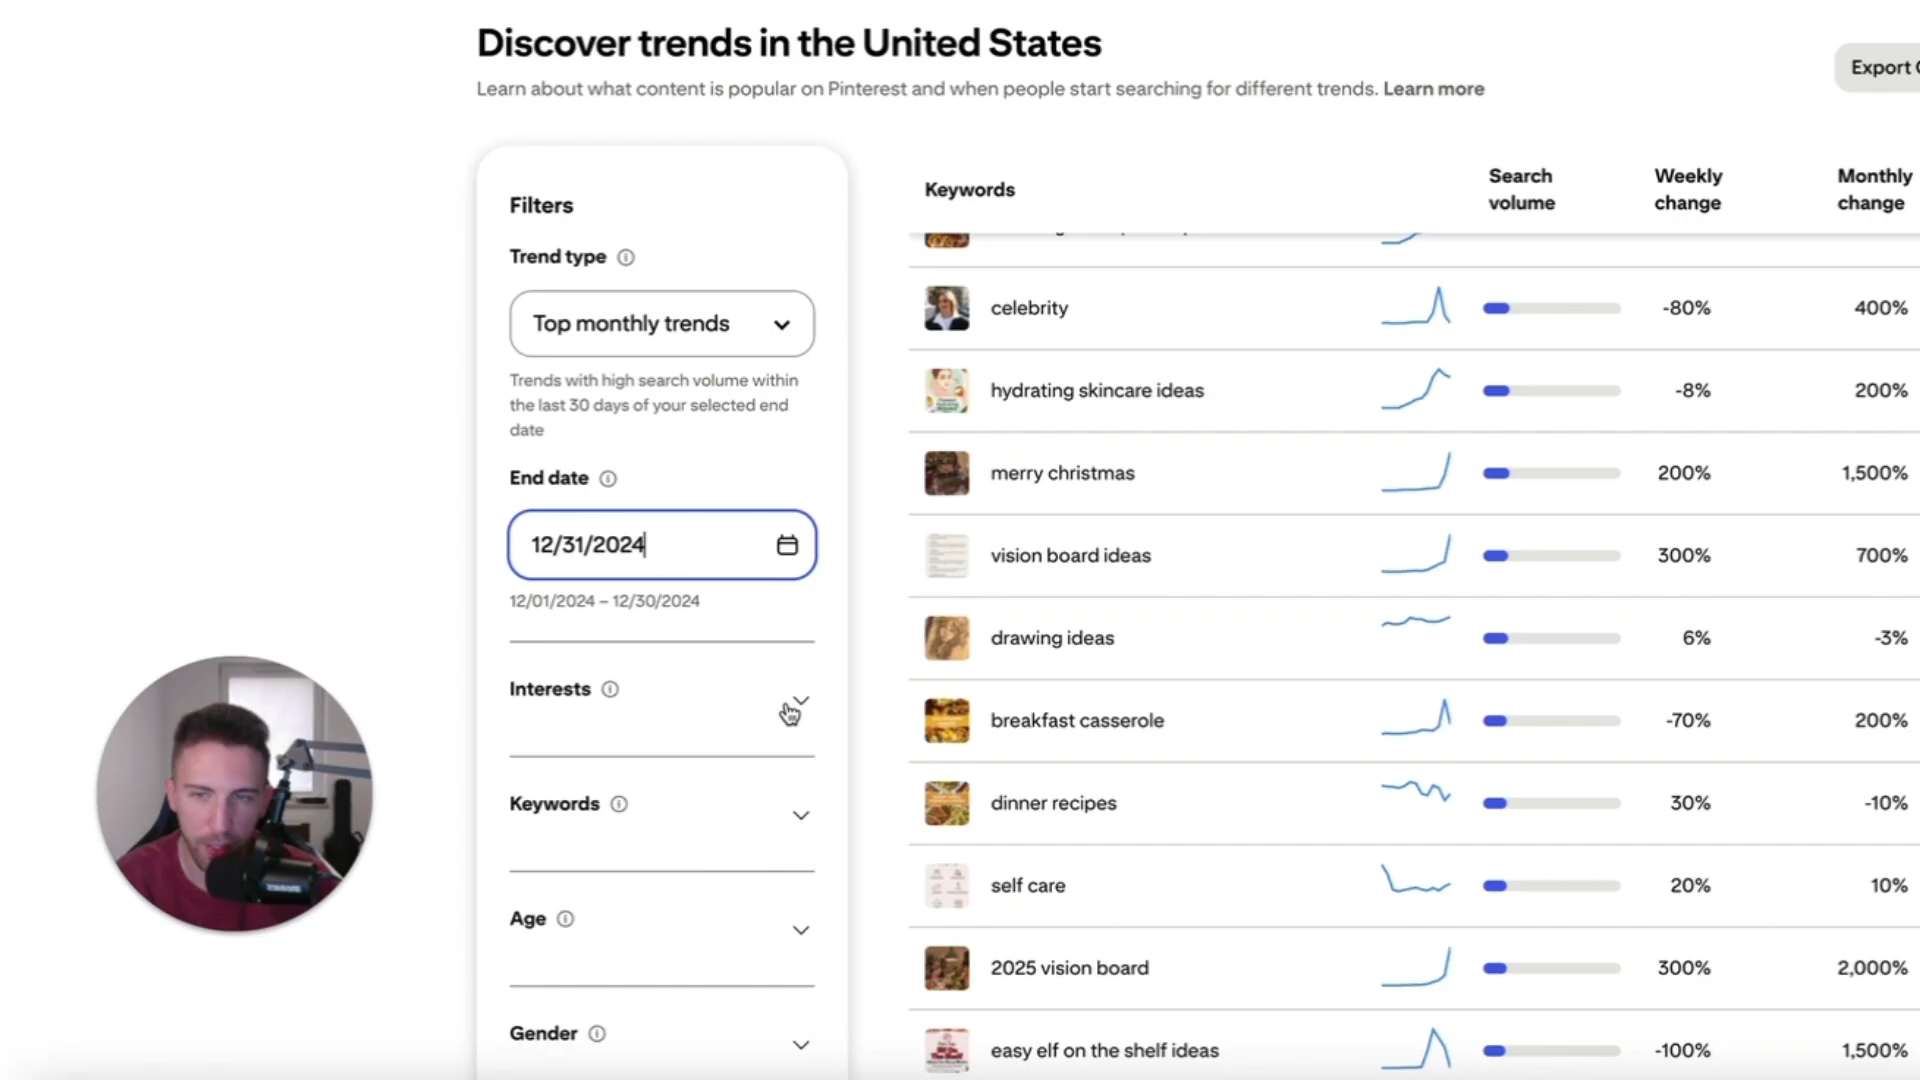 Discover trends in the United States
Learn about what content is popular on Pinterest and when people start searching for different trends. Learn more
Export
Filters
Trend type
Top monthly trends
Trends with high search volume within
the last 30 days of your selected end
date
End date
12/31/2024
12/01/2024 – 12/30/2024
Interests
Keywords
Age
Gender
Keywords
Search
volume
Weekly
change
Monthly
change
celebrity -80% 400%
hydrating skincare ideas -8% 200%
merry christmas 200% 1,500%
vision board ideas 300% 700%
drawing ideas 6% -3%
breakfast casserole -70% 200%
dinner recipes 30% -10%
self care 20% 10%
2025 vision board 300% 2,000%
easy elf on the shelf ideas -100% 1,500%